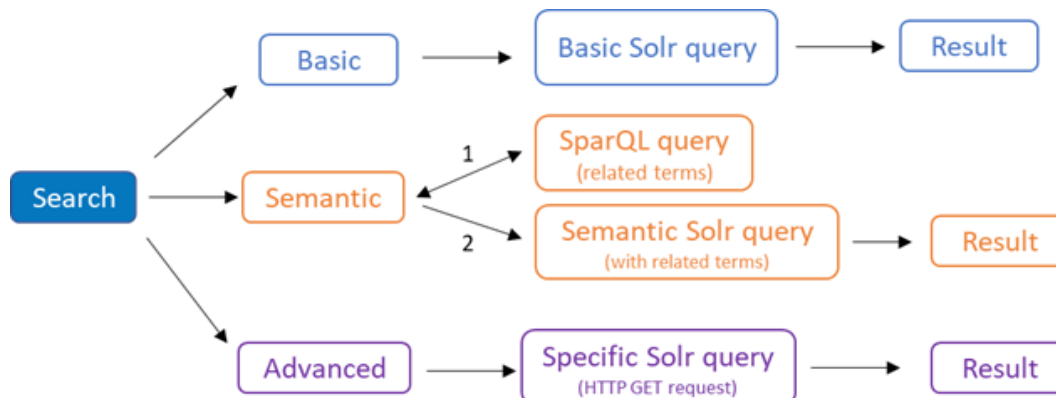 Basic
Basic Solr query
Result
1
SparQL query
(related terms)
Search
Semantic
2
Semantic Solr query
(with related terms)
Result
Advanced
Specific Solr query
(HTTP GET request)
Result